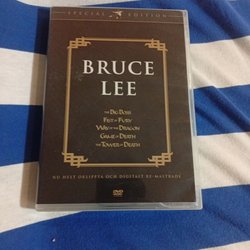 SPECIAL EDITION
BRUCE
LEE
THE BIG BOSS
FIST OF FURY
WAY OF THE DRAGON
GAME OF DEATH
THE TOWER OF DEATH
NU HELT OKLIPPTA OCH DIGITALT RE-MASTRADE
DVD